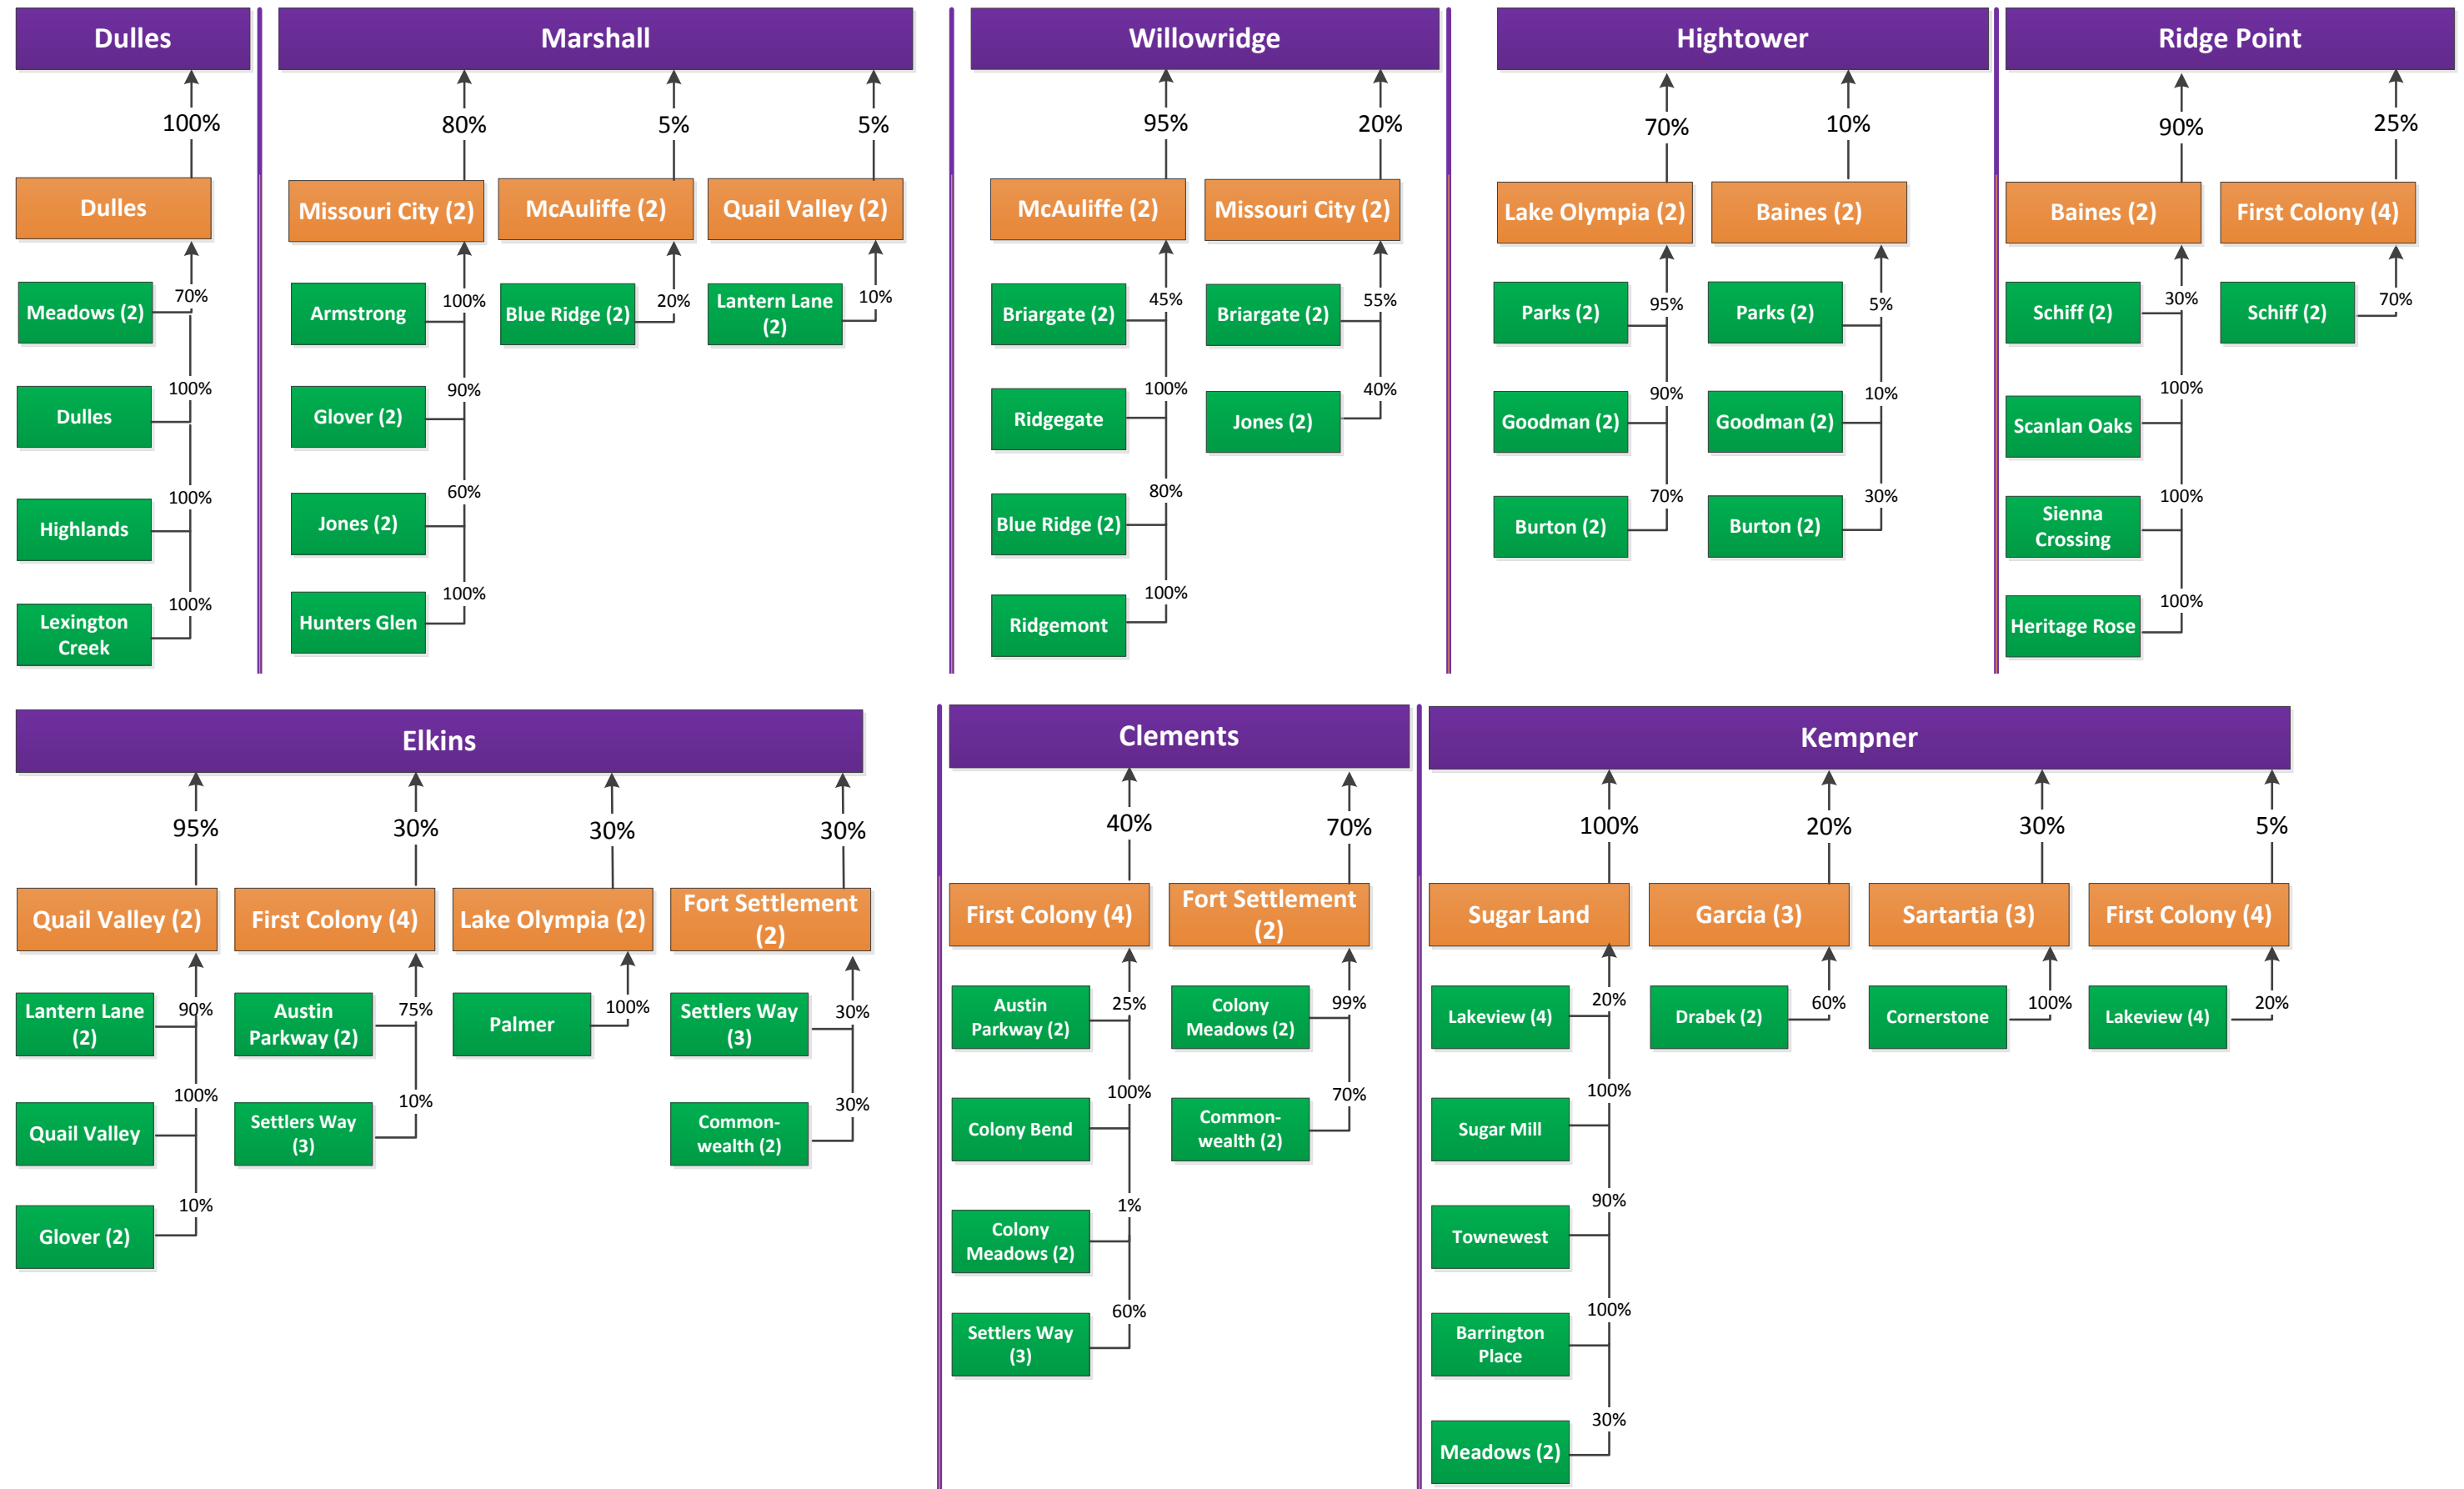 Dulles
100%
Dulles
Meadows (2)
70%
Dulles
100%
Highlands
100%
Lexington
Creek
100%
Marshall
80%
5%
5%
Missouri City (2)
McAuliffe (2)
Quail Valley (2)
Armstrong
100%
Glover (2)
90%
Jones (2)
60%
Hunters Glen
100%
Blue Ridge (2)
20%
Lantern Lane
(2)
10%
Willowridge
95%
20%
McAuliffe (2)
Missouri City (2)
Briargate (2)
45%
Ridgegate
100%
Blue Ridge (2)
80%
Ridgemont
100%
Briargate (2)
55%
Jones (2)
40%
Hightower
70%
10%
Lake Olympia (2)
Baines (2)
Parks (2)
95%
Goodman (2)
90%
Burton (2)
70%
Parks (2)
5%
Goodman (2)
10%
Burton (2)
30%
Ridge Point
90%
25%
Baines (2)
First Colony (4)
Schiff (2)
30%
Scanlan Oaks
100%
Sienna
Crossing
100%
Heritage Rose
100%
Schiff (2)
70%
Elkins
95%
30%
30%
30%
Quail Valley (2)
First Colony (4)
Lake Olympia (2)
Fort Settlement
(2)
Lantern Lane
(2)
90%
Quail Valley
100%
Glover (2)
10%
Austin
Parkway (2)
75%
Settlers Way
(3)
10%
Palmer
100%
Settlers Way
(3)
30%
Common-
wealth (2)
30%
Clements
40%
70%
First Colony (4)
Fort Settlement
(2)
Austin
Parkway (2)
25%
Colony Bend
100%
Colony
Meadows (2)
1%
Settlers Way
(3)
60%
Colony
Meadows (2)
99%
Common-
wealth (2)
70%
Kempner
100%
20%
30%
5%
Sugar Land
Garcia (3)
Sartartia (3)
First Colony (4)
Lakeview (4)
20%
Sugar Mill
100%
Townewest
90%
Barrington
Place
100%
Meadows (2)
30%
Drabek (2)
60%
Cornerstone
100%
Lakeview (4)
20%